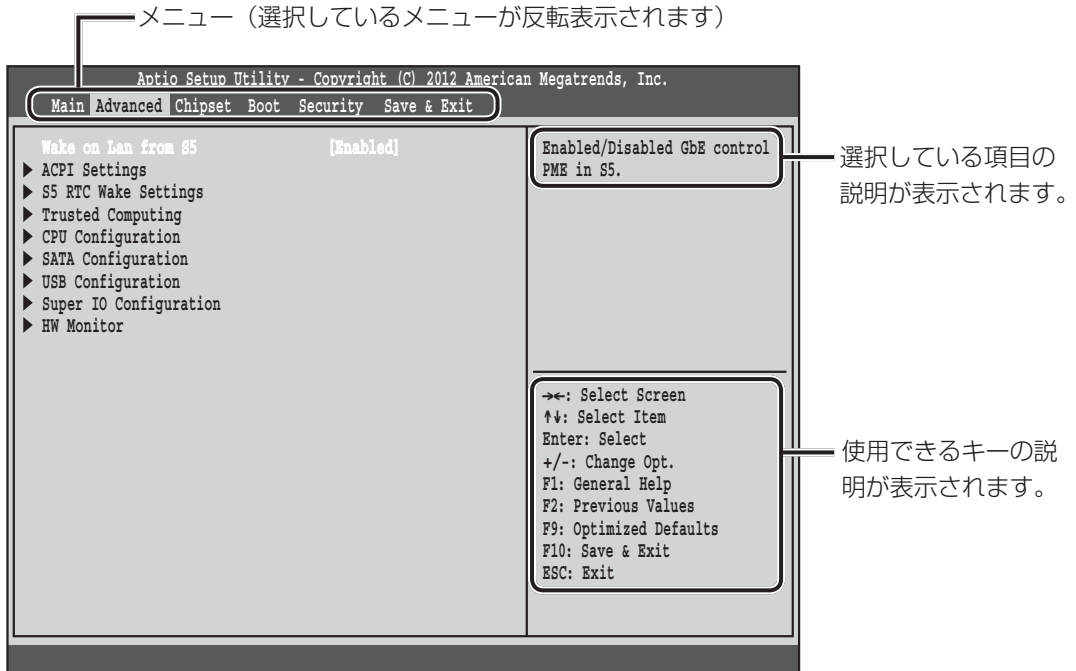 メニュー（選択しているメニューが反転表示されます）
Aptio Setup Utility - Copyright (C) 2012 American Megatrends, Inc.
Main Advanced Chipset Boot Security Save & Exit
Wake on Lan from S5 [Enabled]
▶ ACPI Settings
▶ S5 RTC Wake Settings
▶ Trusted Computing
▶ CPU Configuration
▶ SATA Configuration
▶ USB Configuration
▶ Super IO Configuration
▶ HW Monitor
Enabled/Disabled GbE control
PME in S5.
選択している項目の
説明が表示されます。
→←: Select Screen
↑↓: Select Item
Enter: Select
+/-: Change Opt.
F1: General Help
F2: Previous Values
F9: Optimized Defaults
F10: Save & Exit
ESC: Exit
使用できるキーの説
明が表示されます。